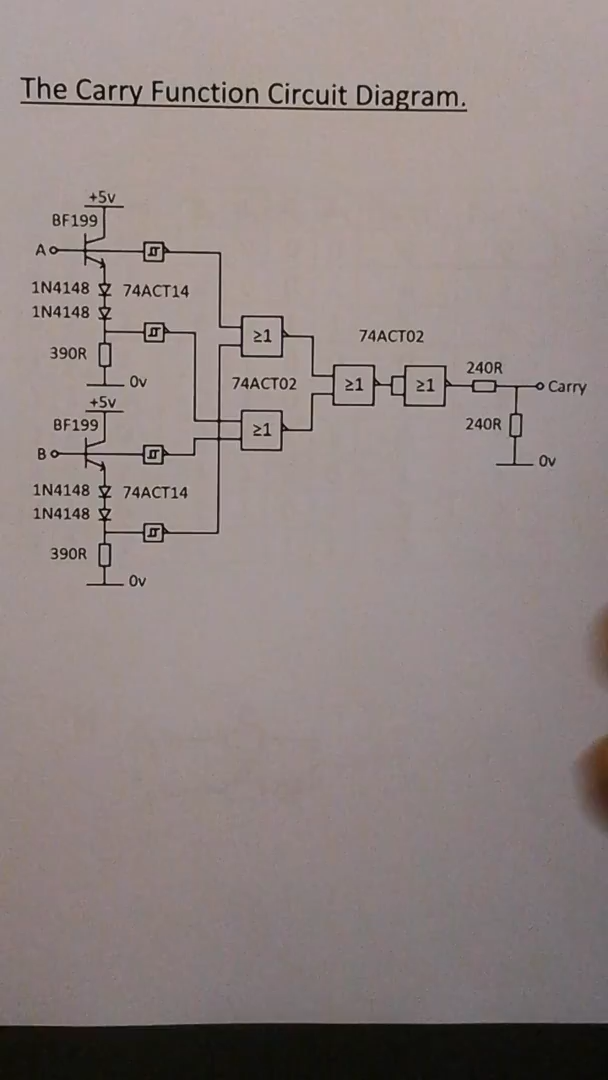 The Carry Function Circuit Diagram.
+5v
BF199
A
1N4148 74ACT14
1N4148
≥1 74ACT02
390R
240R
0v 74ACT02 ≥1 ≥1 Carry
+5v
BF199 ≥1 240R
B 0v
1N4148 74ACT14
1N4148
390R
0v